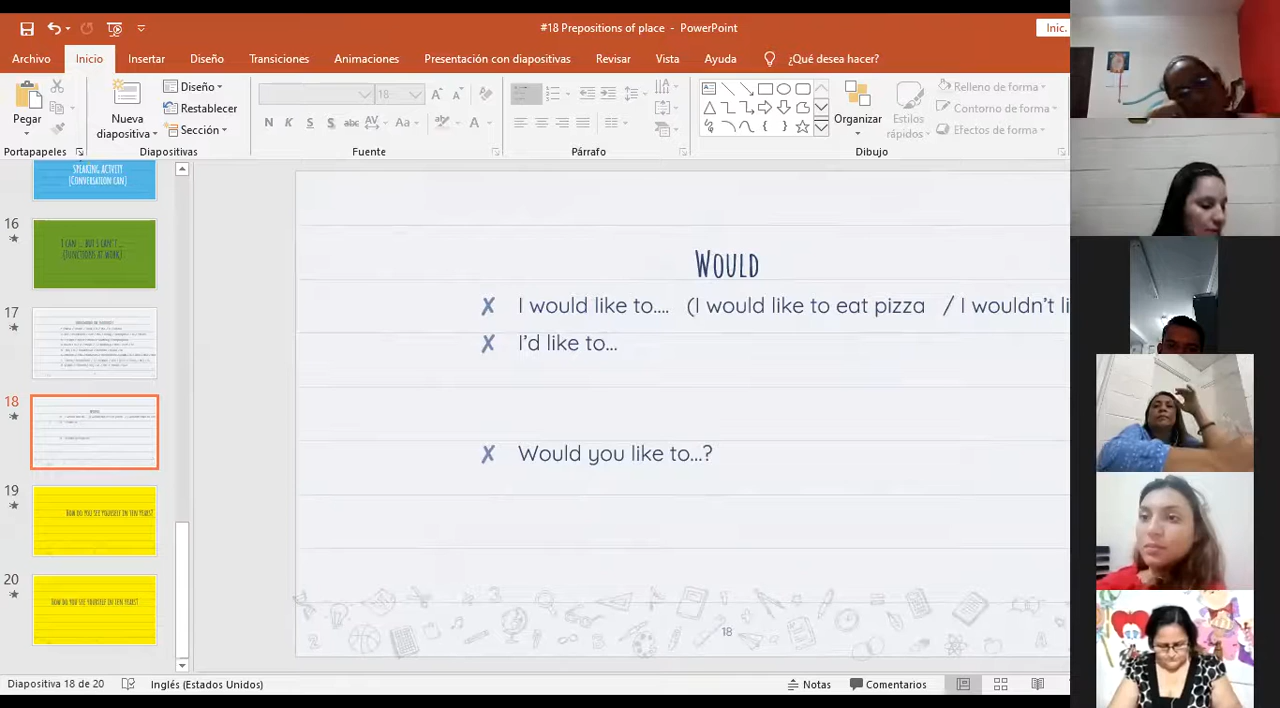 #18 Prepositions of place - PowerPoint
Inic.
Archivo Inicio Insertar Diseño Transiciones Animaciones Presentación con diapositivas Revisar Vista Ayuda ¿Qué desea hacer?
Pegar
Nueva diapositiva
Diseño
Restablecer
Sección
18
N K S S abc AV Aa A
Organizar
Estilos rápidos
Relleno de forma
Contorno de forma
Efectos de forma
Portapapeles Diapositivas Fuente Párrafo Dibujo
SPEAKING ACTIVITY
(CONVERSATION CAN)
16
I CAN ... BUT I CAN'T ...
(FUNCTIONS AT WORK)
17
18
WOULD
19
HOW DO YOU SEE YOURSELF IN TEN YEARS?
20
HOW DO YOU SEE YOURSELF IN TEN YEARS?
WOULD
✗ I would like to.... (I would like to eat pizza / I wouldn't li
✗ I'd like to...
✗ Would you like to...?
18
Diapositiva 18 de 20 Inglés (Estados Unidos) Notas Comentarios